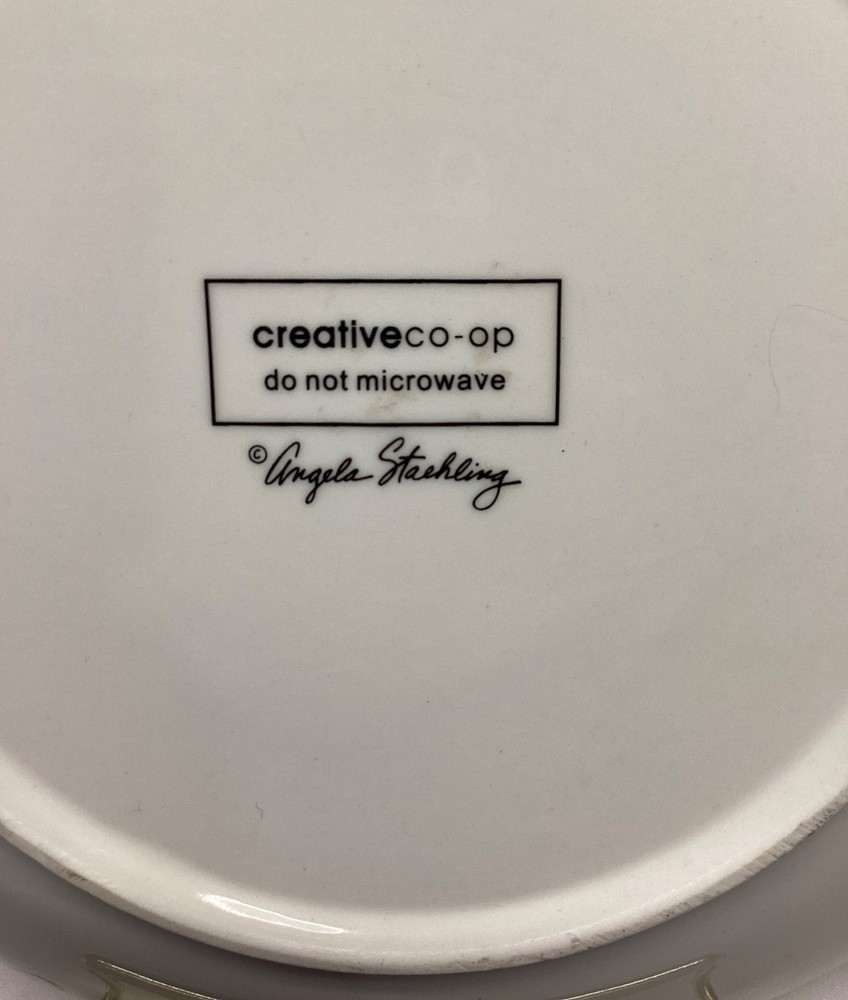 creativeco-op
do not microwave
© Angela Staehling